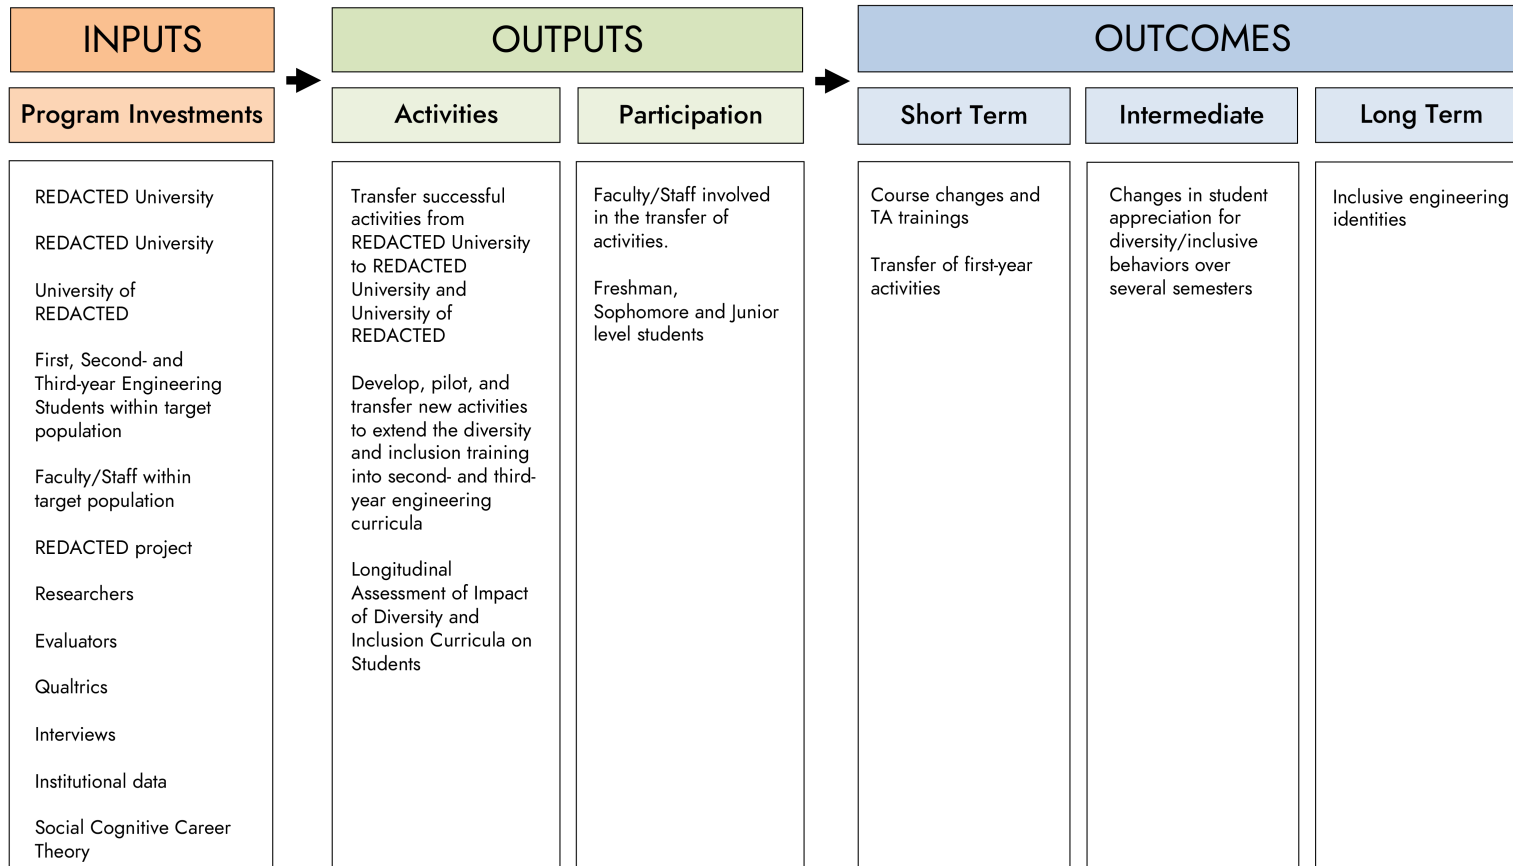 INPUTS
OUTPUTS
OUTCOMES
Program Investments
Activities
Participation
Short Term
Intermediate
Long Term
REDACTED University
REDACTED University
University of
REDACTED
First, Second- and
Third-year Engineering
Students within target
population
Faculty/Staff within
target population
REDACTED project
Researchers
Evaluators
Qualtrics
Interviews
Institutional data
Social Cognitive Career
Theory
Transfer successful
activities from
REDACTED University
to REDACTED
University and
University of
REDACTED
Develop, pilot, and
transfer new activities
to extend the diversity
and inclusion training
into second- and third-
year engineering
curricula
Longitudinal
Assessment of Impact
of Diversity and
Inclusion Curricula on
Students
Faculty/Staff involved
in the transfer of
activities.
Freshman,
Sophomore and Junior
level students
Course changes and
TA trainings
Transfer of first-year
activities
Changes in student
appreciation for
diversity/inclusive
behaviors over
several semesters
Inclusive engineering
identities